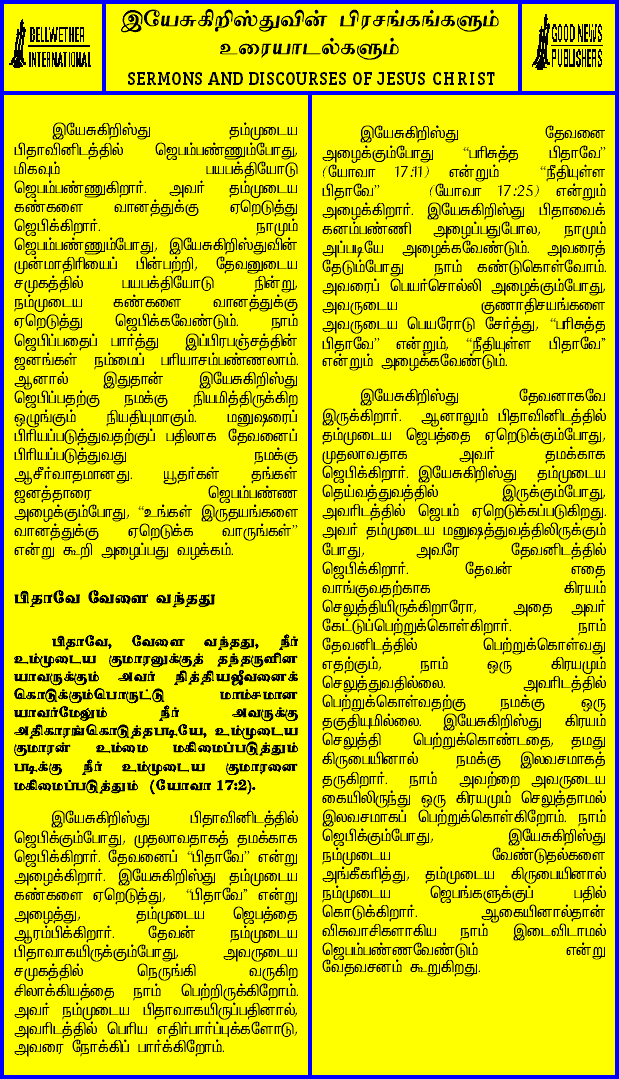 BELLWETHER
INTERNATIONAL
இயேசுகிறிஸ்துவின் பிரசங்கங்களும்
உரையாடல்களும்
SERMONS AND DISCOURSES OF JESUS CHRIST
GOOD NEWS
PUBLISHERS
இயேசுகிறிஸ்து தம்முடைய
பிதாவினிடத்தில் ஜெபம்பண்ணும்போது,
மிகவும் பயபக்தியோடு
ஜெபம்பண்ணுகிறார். அவர் தம்முடைய
கண்களை வானத்துக்கு ஏறெடுத்து
ஜெபிக்கிறார். நாமும்
ஜெபம்பண்ணும்போது, இயேசுகிறிஸ்துவின்
முன்மாதிரியைப் பின்பற்றி, தேவனுடைய
சமுகத்தில் பயபக்தியோடு நின்று,
நம்முடைய கண்களை வானத்துக்கு
ஏறெடுத்து ஜெபிக்கவேண்டும். நாம்
ஜெபிப்பதைப் பார்த்து இப்பிரபஞ்சத்தின்
ஜனங்கள் நம்மைப் பரியாசம்பண்ணலாம்.
ஆனால் இதுதான் இயேசுகிறிஸ்து
ஜெபிப்பதற்கு நமக்கு நியமித்திருக்கிற
ஒழுங்கும் நியதியுமாகும். மனுஷரைப்
பிரியப்படுத்துவதற்குப் பதிலாக தேவனைப்
பிரியப்படுத்துவது நமக்கு
ஆசீர்வாதமானது. யூதர்கள் தங்கள்
ஜனத்தாரை ஜெபம்பண்ண
அழைக்கும்போது, “உங்கள் இருதயங்களை
வானத்துக்கு ஏறெடுக்க வாருங்கள்”
என்று கூறி அழைப்பது வழக்கம்.
பிதாவே வேளை வந்தது
பிதாவே, வேளை வந்தது, நீர்
உம்முடைய குமாரனுக்குத் தந்தருளின
யாவருக்கும் அவர் நித்தியஜீவனைக்
கொடுக்கும்பொருட்டு மாம்சமான
யாவர்மேலும் நீர் அவருக்கு
அதிகாரங்கொடுத்தபடியே, உம்முடைய
குமாரன் உம்மை மகிமைப்படுத்தும்
படிக்கு நீர் உம்முடைய குமாரனை
மகிமைப்படுத்தும் (யோவா 17:2).
இயேசுகிறிஸ்து பிதாவினிடத்தில்
ஜெபிக்கும்போது, முதலாவதாகத் தமக்காக
ஜெபிக்கிறார். தேவனைப் “பிதாவே” என்று
அழைக்கிறார். இயேசுகிறிஸ்து தம்முடைய
கண்களை ஏறெடுத்து, “பிதாவே” என்று
அழைத்து, தம்முடைய ஜெபத்தை
ஆரம்பிக்கிறார். தேவன் நம்முடைய
பிதாவாகயிருக்கும்போது, அவருடைய
சமுகத்தில் நெருங்கி வருகிற
சிலாக்கியத்தை நாம் பெற்றிருக்கிறோம்.
அவர் நம்முடைய பிதாவாகயிருப்பதினால்,
அவரிடத்தில் பெரிய எதிர்பார்ப்புக்களோடு,
அவரை நோக்கிப் பார்க்கிறோம்.
இயேசுகிறிஸ்து தேவனை
அழைக்கும்போது “பரிசுத்த பிதாவே”
(யோவா 17:11) என்றும் “நீதியுள்ள
பிதாவே” (யோவா 17:25) என்றும்
அழைக்கிறார். இயேசுகிறிஸ்து பிதாவைக்
கனம்பண்ணி அழைப்பதுபோல, நாமும்
அப்படியே அழைக்கவேண்டும். அவரைத்
தேடும்போது நாம் கண்டுகொள்வோம்.
அவரைப் பெயர்சொல்லி அழைக்கும்போது,
அவருடைய குணாதிசயங்களை
அவருடைய பெயரோடு சேர்த்து, “பரிசுத்த
பிதாவே” என்றும், “நீதியுள்ள பிதாவே”
என்றும் அழைக்கவேண்டும்.
இயேசுகிறிஸ்து தேவனாகவே
இருக்கிறார். ஆனாலும் பிதாவினிடத்தில்
தம்முடைய ஜெபத்தை ஏறெடுக்கும்போது,
முதலாவதாக அவர் தமக்காக
ஜெபிக்கிறார். இயேசுகிறிஸ்து தம்முடைய
தெய்வத்துவத்தில் இருக்கும்போது,
அவரிடத்தில் ஜெபம் ஏறெடுக்கப்படுகிறது.
அவர் தம்முடைய மனுஷத்துவத்திலிருக்கும்
போது, அவரே தேவனிடத்தில்
ஜெபிக்கிறார். தேவன் எதை
வாங்குவதற்காக கிரயம்
செலுத்தியிருக்கிறாரோ, அதை அவர்
கேட்டுப்பெற்றுக்கொள்கிறார். நாம்
தேவனிடத்தில் பெற்றுக்கொள்வது
எதற்கும், நாம் ஒரு கிரயமும்
செலுத்துவதில்லை. அவரிடத்தில்
பெற்றுக்கொள்வதற்கு நமக்கு ஒரு
தகுதியுமில்லை. இயேசுகிறிஸ்து கிரயம்
செலுத்தி பெற்றுக்கொண்டதை, தமது
கிருபையினால் நமக்கு இலவசமாகத்
தருகிறார். நாம் அவற்றை அவருடைய
கையிலிருந்து ஒரு கிரயமும் செலுத்தாமல்
இலவசமாகப் பெற்றுக்கொள்கிறோம். நாம்
ஜெபிக்கும்போது, இயேசுகிறிஸ்து
நம்முடைய வேண்டுதல்களை
அங்கீகரித்து, தம்முடைய கிருபையினால்
நம்முடைய ஜெபங்களுக்குப் பதில்
கொடுக்கிறார். ஆகையினால்தான்
விசுவாசிகளாகிய நாம் இடைவிடாமல்
ஜெபம்பண்ணவேண்டும் என்று
வேதவசனம் கூறுகிறது.